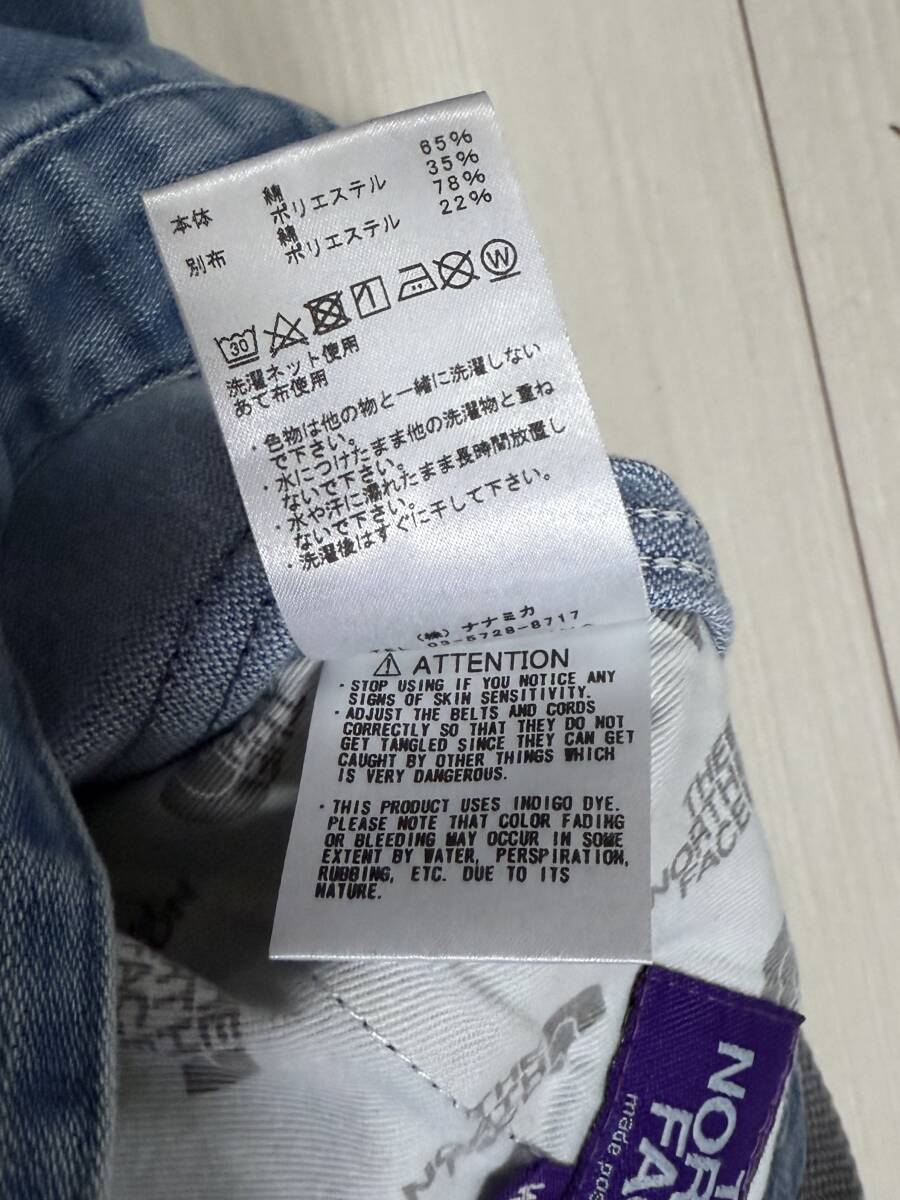 本体 綿 65%
ポリエステル 35%
別布 綿 78%
ポリエステル 22%
30 W
洗濯ネット使用
あて布使用
・色物は他の物と一緒に洗濯しない
で下さい。
・水につけたまま他の洗濯物と重ね
ないで下さい。
・水や汗に濡れたまま長時間放置し
ないで下さい。
・洗濯後はすぐに干して下さい。
(株) ナナミカ
TEL 03-5728-8717
⚠ ATTENTION
・STOP USING IF YOU NOTICE ANY
SIGNS OF SKIN SENSITIVITY.
・ADJUST THE BELTS AND CORDS
CORRECTLY SO THAT THEY DO NOT
GET TANGLED SINCE THEY CAN GET
CAUGHT BY OTHER THINGS WHICH
IS VERY DANGEROUS.
・THIS PRODUCT USES INDIGO DYE.
PLEASE NOTE THAT COLOR FADING
OR BLEEDING MAY OCCUR IN SOME
EXTENT BY WATER, PERSPIRATION,
RUBBING, ETC. DUE TO ITS
NATURE.
THE
NORTH
FACE
THE
NORTH
NOR
FA
made